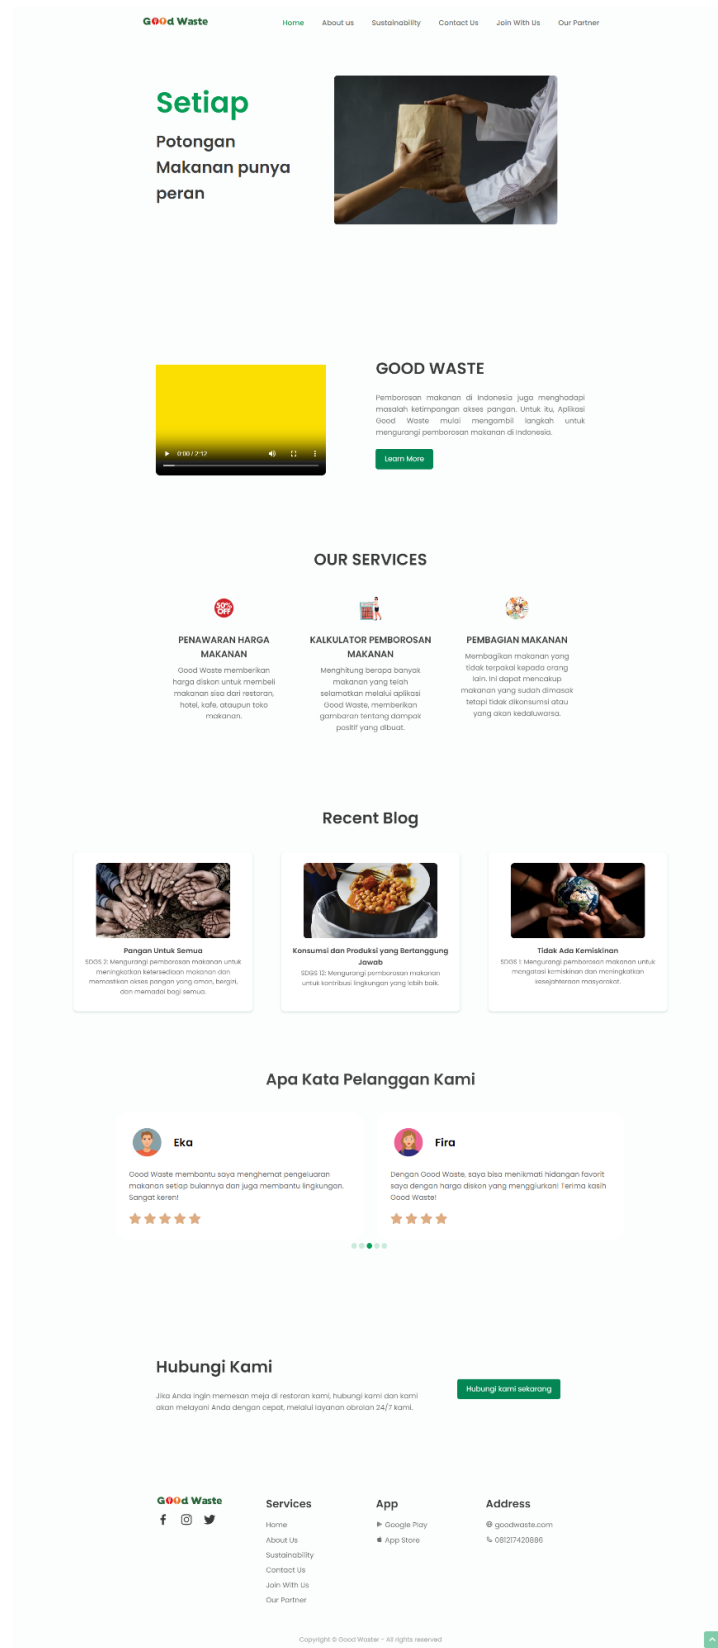 Good Waste
Home About us Sustainability Contact Us Join With Us Our Partner
Setiap
Potongan
Makanan punya
peran
0:00 / 2:12
GOOD WASTE
Pemborosan makanan di Indonesia juga menghadapi
masalah ketimpangan akses pangan. Untuk itu, Aplikasi
Good Waste mulai mengambil langkah untuk
mengurangi pemborosan makanan di Indonesia.
Learn More
OUR SERVICES
50%
OFF
PENAWARAN HARGA
MAKANAN
Good Waste memberikan
harga diskon untuk membeli
makanan sisa dari restoran,
hotel, kafe, ataupun toko
makanan.
KALKULATOR PEMBOROSAN
MAKANAN
Menghitung berapa banyak
makanan yang telah
selamatkan melalui aplikasi
Good Waste, memberikan
gambaran tentang dampak
positif yang dibuat.
PEMBAGIAN MAKANAN
Membagikan makanan yang
tidak terpakai kepada orang
lain. Ini dapat mencakup
makanan yang sudah dimasak
tetapi tidak dikonsumsi atau
yang akan kedaluwarsa.
Recent Blog
Pangan Untuk Semua
SDGS 2: Mengurangi pemborosan makanan untuk
meningkatkan ketersediaan makanan dan
memastikan akses pangan yang aman, bergizi,
dan memadai bagi semua.
Konsumsi dan Produksi yang Bertanggung
Jawab
SDGS 12: Mengurangi pemborosan makanan
untuk kontribusi lingkungan yang lebih baik.
Tidak Ada Kemiskinan
SDGS 1: Mengurangi pemborosan makanan untuk
mengatasi kemiskinan dan meningkatkan
kesejahteraan masyarakat.
Apa Kata Pelanggan Kami
Eka
Good Waste membantu saya menghemat pengeluaran
makanan setiap bulannya dan juga membantu lingkungan.
Sangat keren!
Fira
Dengan Good Waste, saya bisa menikmati hidangan favorit
saya dengan harga diskon yang menggiurkan! Terima kasih
Good Waste!
Hubungi Kami
Jika Anda ingin memesan meja di restoran kami, hubungi kami dan kami
akan melayani Anda dengan cepat, melalui layanan obrolan 24/7 kami.
Hubungi kami sekarang
Good Waste
Services
Home
About Us
Sustainability
Contact Us
Join With Us
Our Partner
App
Google Play
App Store
Address
goodwaste.com
081217420886
Copyright © Good Waster - All rights reserved